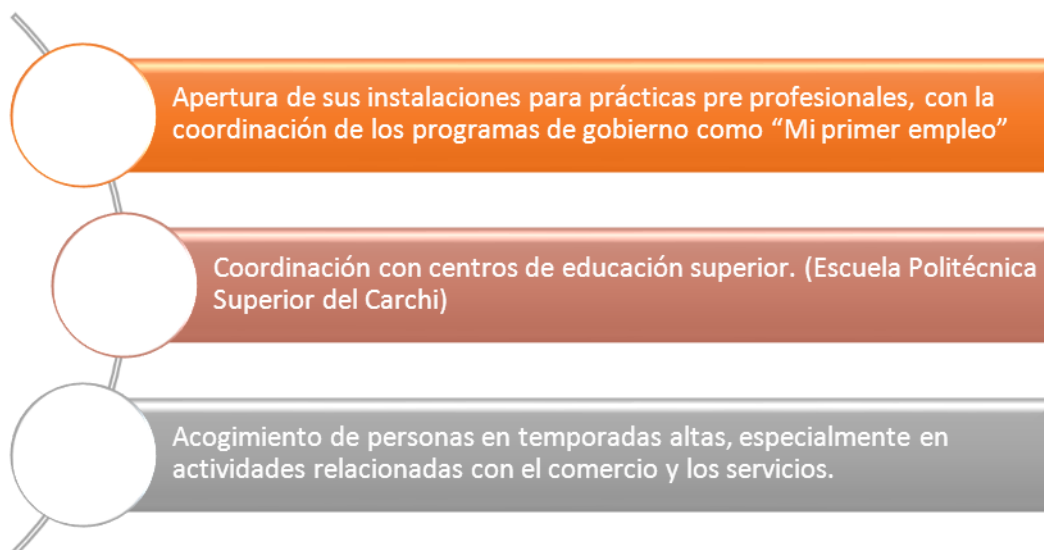 Apertura de sus instalaciones para prácticas pre profesionales, con la
coordinación de los programas de gobierno como “Mi primer empleo”
Coordinación con centros de educación superior. (Escuela Politécnica
Superior del Carchi)
Acogimiento de personas en temporadas altas, especialmente en
actividades relacionadas con el comercio y los servicios.